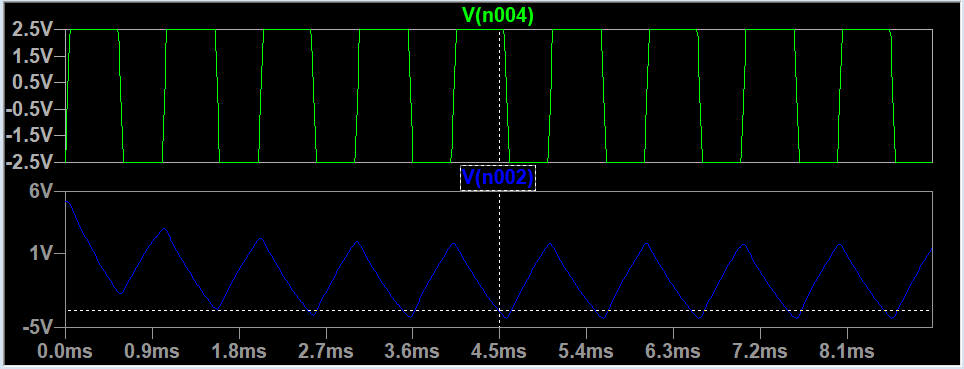 V(n004)
2.5V
1.5V
0.5V
-0.5V
-1.5V
-2.5V
V(n002)
6V
1V
-5V
0.0ms 0.9ms 1.8ms 2.7ms 3.6ms 4.5ms 5.4ms 6.3ms 7.2ms 8.1ms